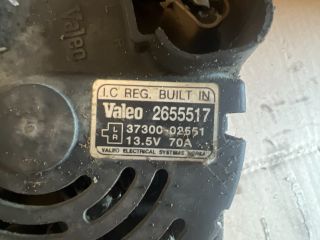 Valeo
I.C REG. BUILT IN
Valeo 2655517
L 37300-02551
R 13.5V 70A
VALEO ELECTRICAL SYSTEMS KOREA